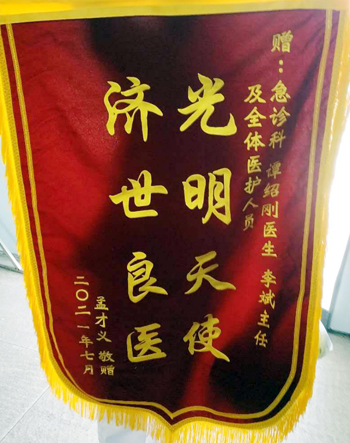 赠：急诊科 谭绍刚医生 李斌主任
及全体医护人员
光明天使
济世良医
孟才义 敬赠
二〇二一年七月